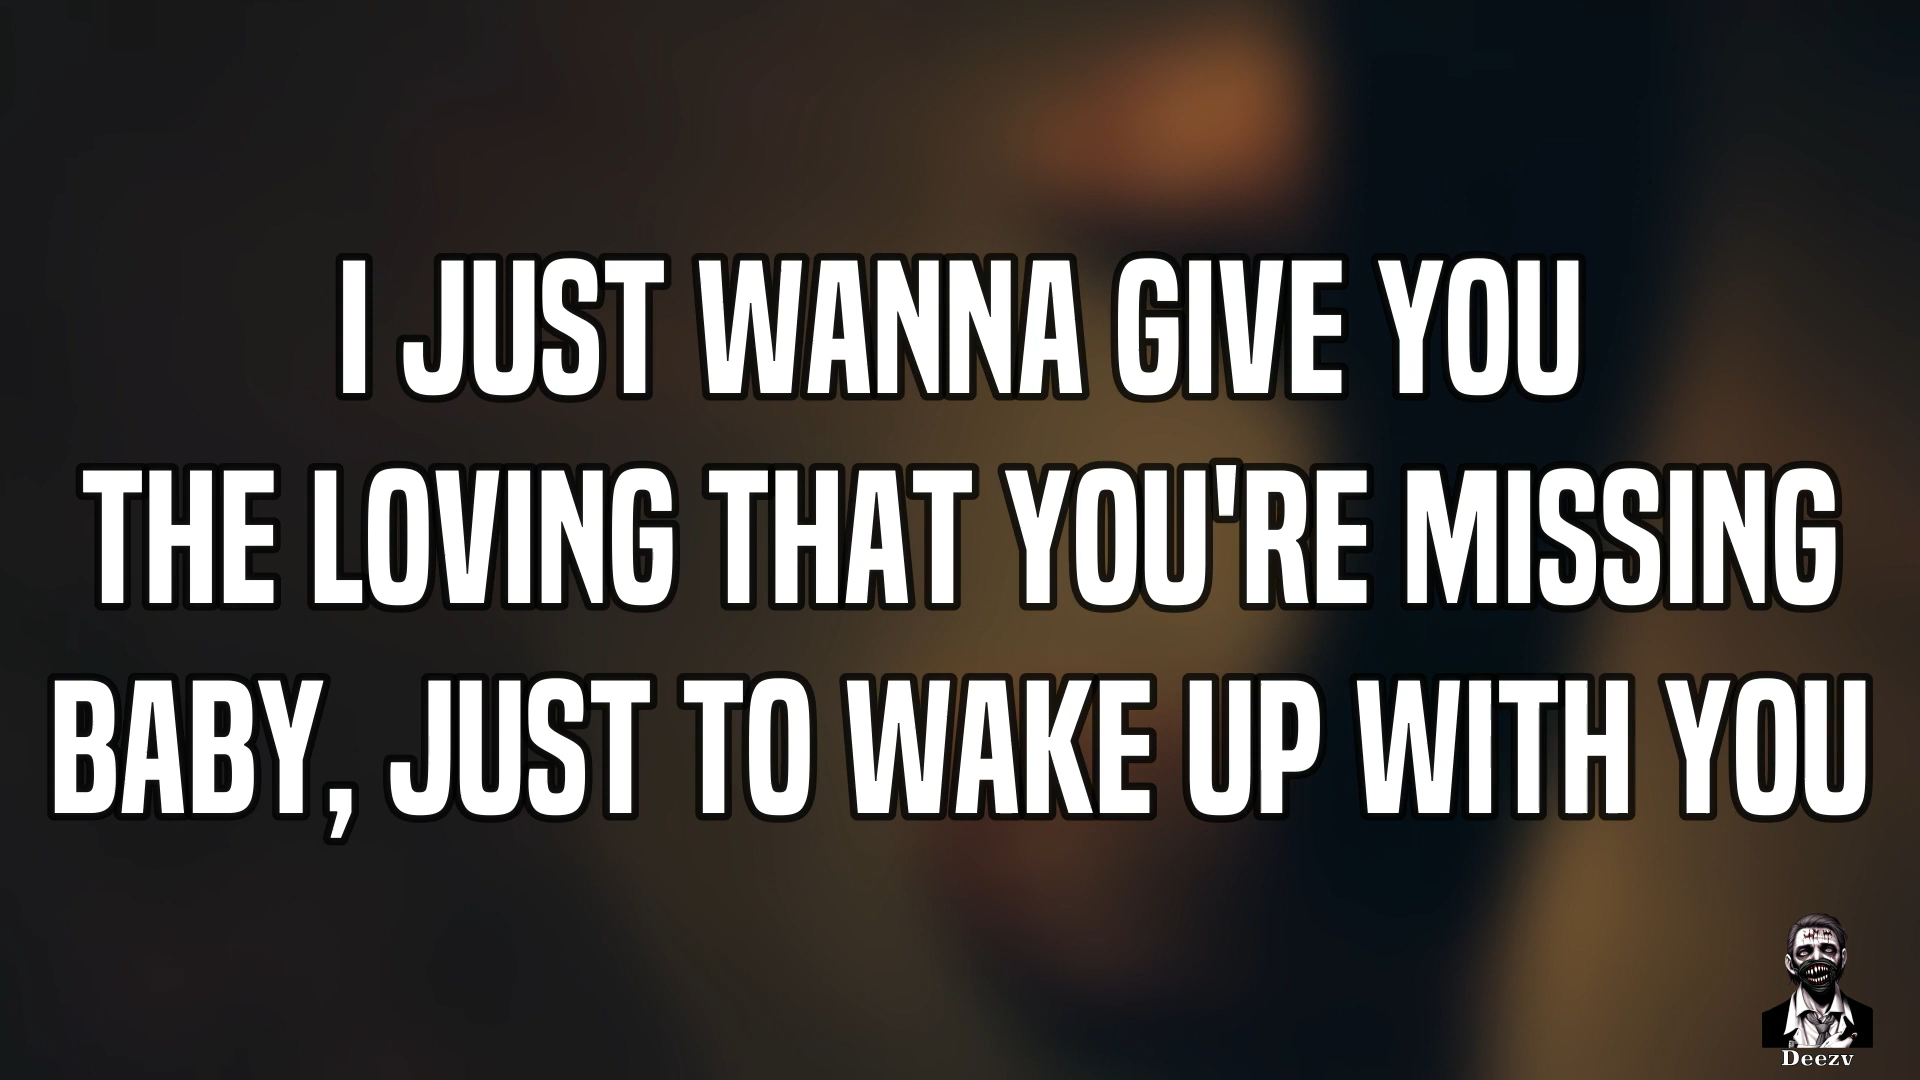 I JUST WANNA GIVE YOU
THE LOVING THAT YOU'RE MISSING
BABY, JUST TO WAKE UP WITH YOU
Deezv